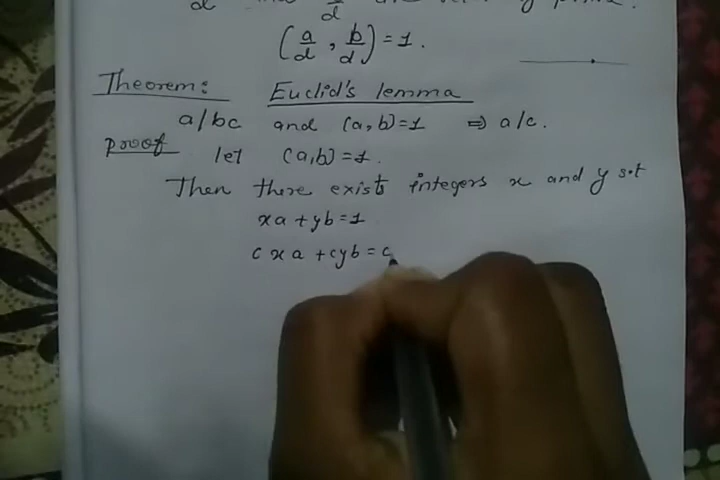 d
(a/d, b/d) = 1.
Theorem: Euclid's lemma
a/bc and (a, b) = 1 ⇒ a/c.
proof let (a, b) = 1.
Then there exists integers x and y s.t
xa + yb = 1
cxa + cyb = c